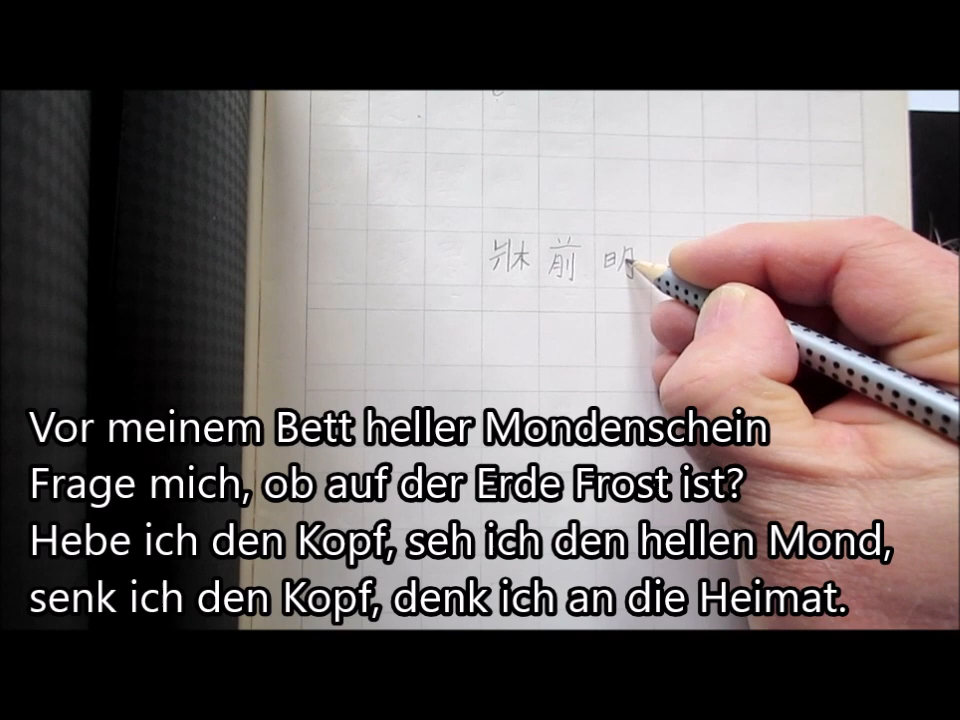 牀前明
Vor meinem Bett heller Mondenschein
Frage mich, ob auf der Erde Frost ist?
Hebe ich den Kopf, seh ich den hellen Mond,
senk ich den Kopf, denk ich an die Heimat.